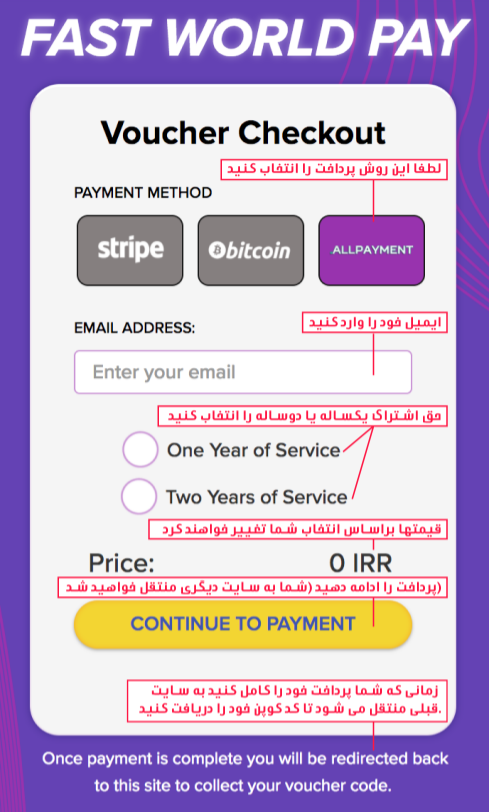 FAST WORLD PAY
Voucher Checkout
لطفا این روش پرداخت را انتخاب کنید
PAYMENT METHOD
stripe
bitcoin
ALLPAYMENT
ایمیل خود را وارد کنید
EMAIL ADDRESS:
Enter your email
حق اشتراک یکساله یا دوساله را انتخاب کنید
One Year of Service
Two Years of Service
قیمتها براساس انتخاب شما تغییر خواهند کرد
Price: 0 IRR
(پرداخت را ادامه دهید (شما به سایت دیگری منتقل خواهید شد
CONTINUE TO PAYMENT
زمانی که شما پرداخت خود را کامل کنید به سایت
.قبلی منتقل می شود تا کد کوپن خود را دریافت کنید
Once payment is complete you will be redirected back
to this site to collect your voucher code.